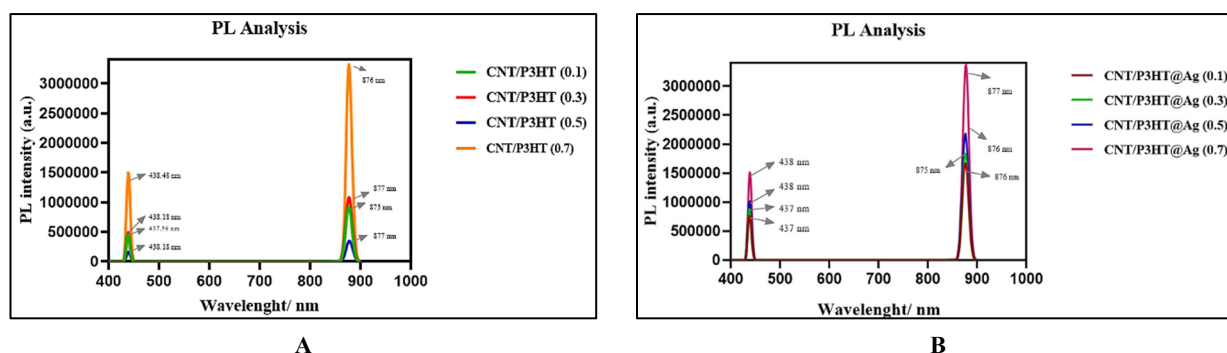 PL Analysis
PL intensity (a.u.)
3000000
2500000
2000000
1500000
1000000
500000
0
400 500 600 700 800 900 1000
Wavelenght/ nm
438.48 nm
438.18 nm
437.58 nm
438.18 nm
876 nm
877 nm
875 nm
877 nm
CNT/P3HT (0.1)
CNT/P3HT (0.3)
CNT/P3HT (0.5)
CNT/P3HT (0.7)
A
PL Analysis
PL intensity (a.u.)
3000000
2500000
2000000
1500000
1000000
500000
0
400 500 600 700 800 900 1000
Wavelenght/ nm
438 nm
438 nm
437 nm
437 nm
877 nm
876 nm
875 nm
876 nm
CNT/P3HT@Ag (0.1)
CNT/P3HT@Ag (0.3)
CNT/P3HT@Ag (0.5)
CNT/P3HT@Ag (0.7)
B